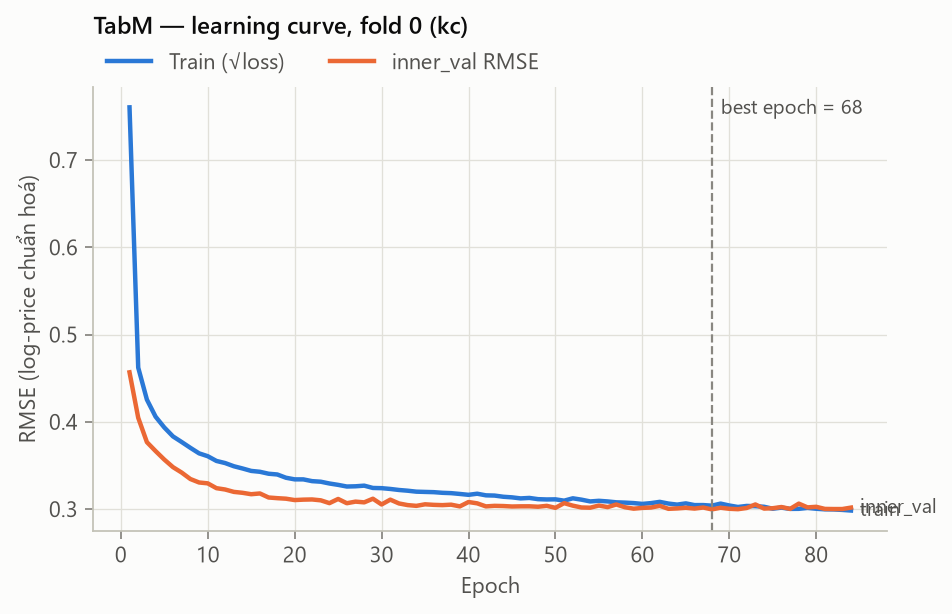 TabM — learning curve, fold 0 (kc)
Train (√loss)
inner_val RMSE
best epoch = 68
RMSE (log-price chuẩn hoá)
0.7
0.6
0.5
0.4
0.3
inner_val
train
0 10 20 30 40 50 60 70 80
Epoch